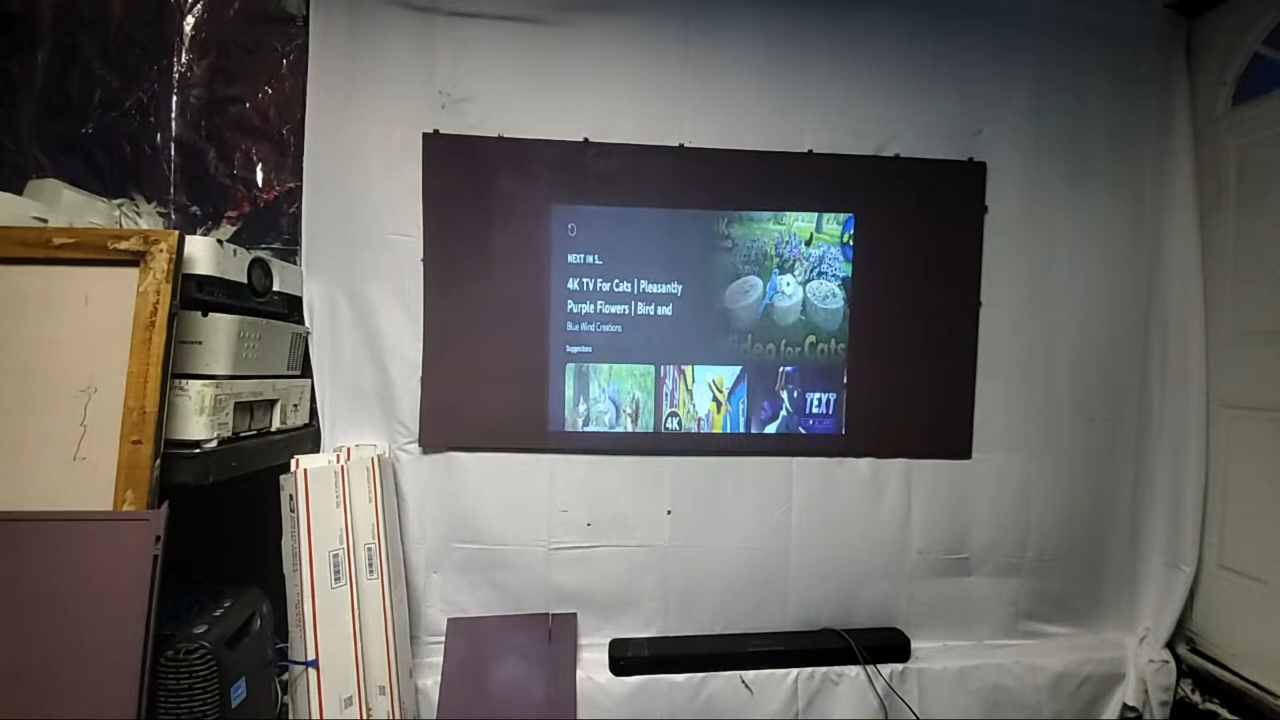 NEXT IN 5...
4K TV For Cats | Pleasantly
Purple Flowers | Bird and
Blue Wind Creations
Suggestions
Video for Cats
4K
TEXT